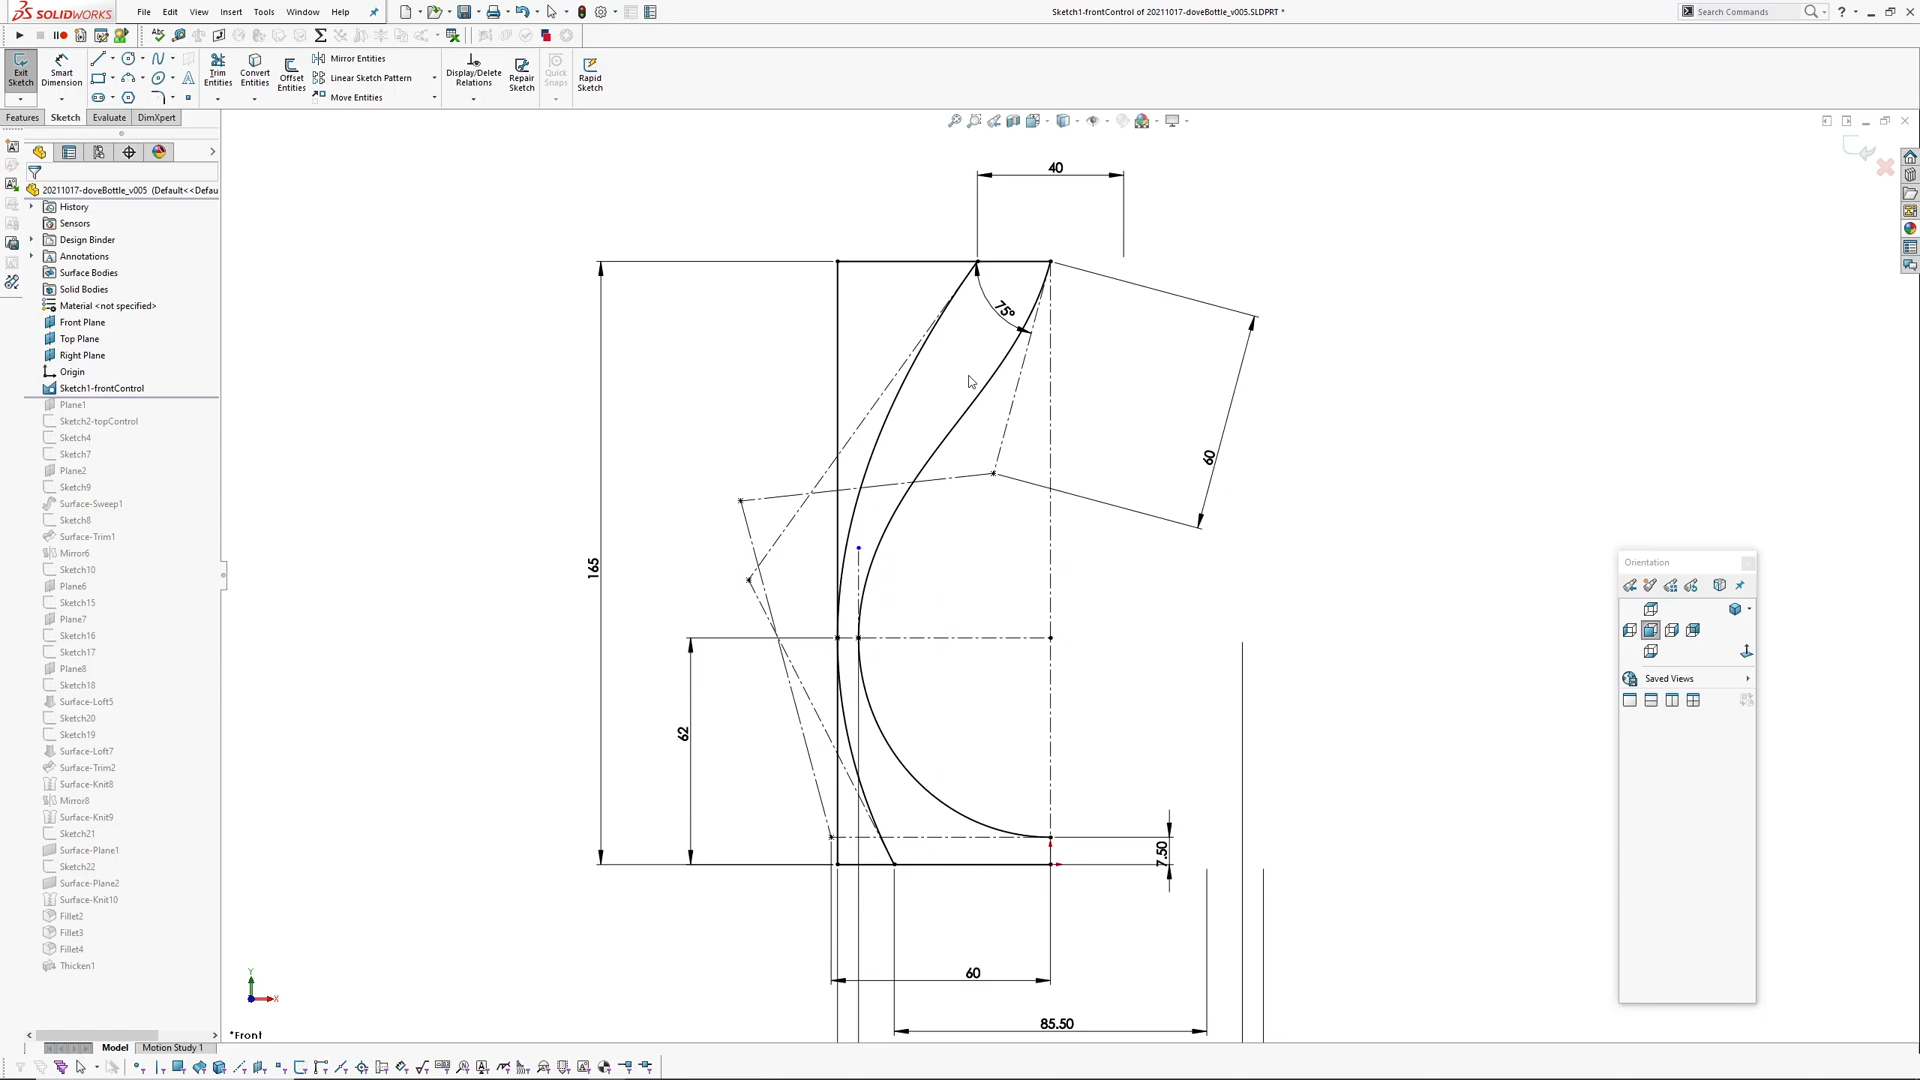 SOLIDWORKS
File Edit View Insert Tools Window Help
Sketch1-frontControl of 20211017-doveBottle_v005.SLDPRT *
Search Commands
Exit Sketch
Smart Dimension
Trim Entities
Convert Entities
Offset Entities
Mirror Entities
Linear Sketch Pattern
Move Entities
Display/Delete Relations
Repair Sketch
Quick Snaps
Rapid Sketch
Features Sketch Evaluate DimXpert
20211017-doveBottle_v005 (Default<<Defau
History
Sensors
Design Binder
Annotations
Surface Bodies
Solid Bodies
Material <not specified>
Front Plane
Top Plane
Right Plane
Origin
Sketch1-frontControl
Plane1
Sketch2-topControl
Sketch4
Sketch7
Plane2
Sketch9
Surface-Sweep1
Sketch8
Surface-Trim1
Mirror6
Sketch10
Plane6
Sketch15
Plane7
Sketch16
Sketch17
Plane8
Sketch18
Surface-Loft5
Sketch20
Sketch19
Surface-Loft7
Surface-Trim2
Surface-Knit8
Mirror8
Surface-Knit9
Sketch21
Surface-Plane1
Sketch22
Surface-Plane2
Surface-Knit10
Fillet2
Fillet3
Fillet4
Thicken1
40
75°
60
165
62
7.50
60
85.50
Orientation
Saved Views
Y
X
*Front
Model Motion Study 1